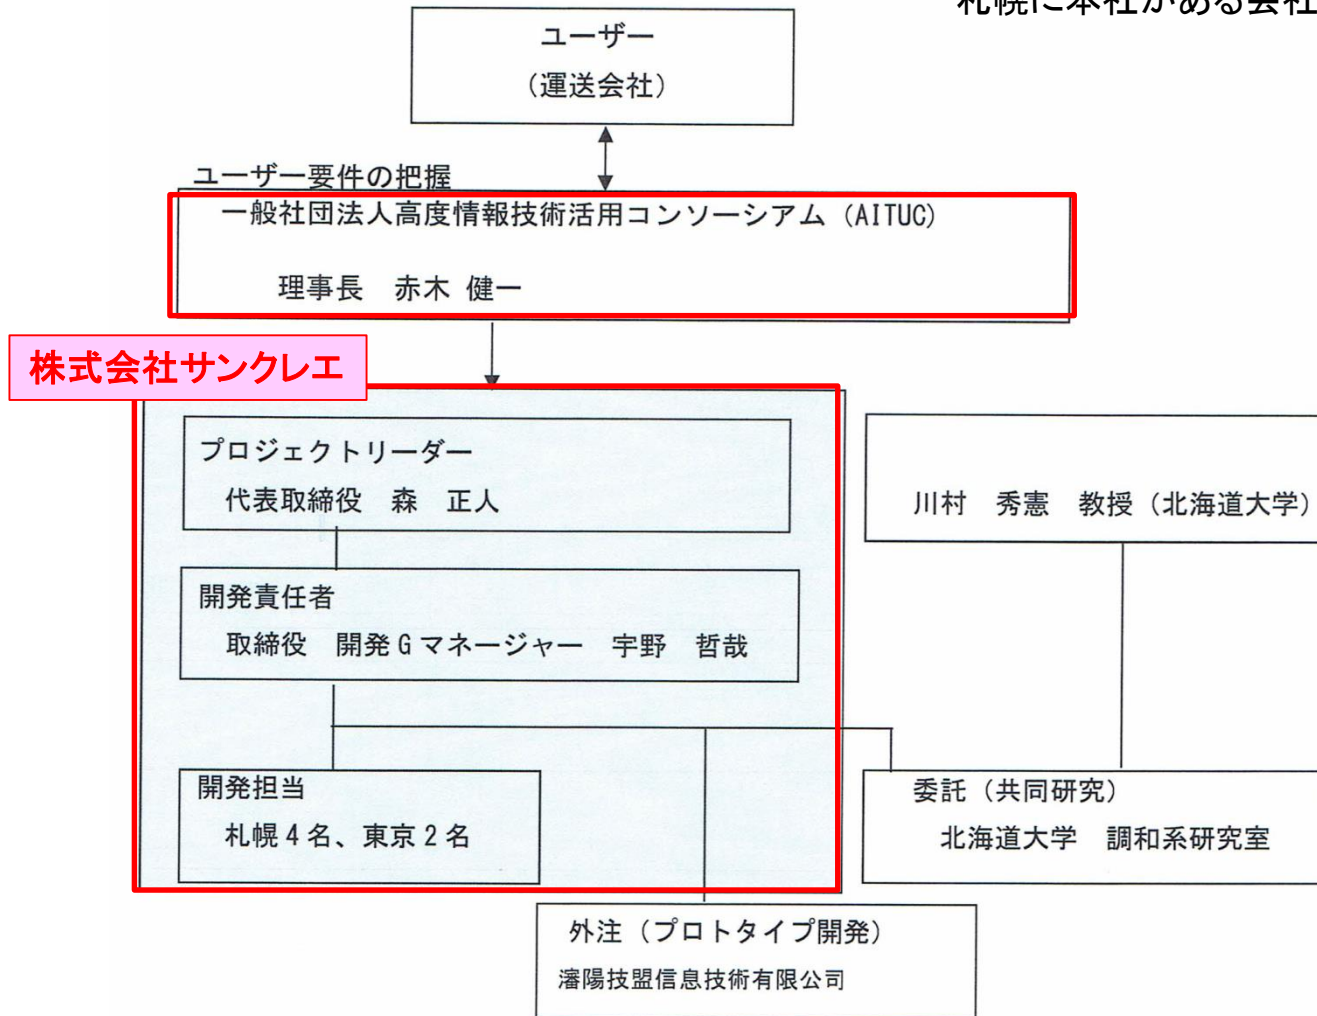 札幌に本社がある会社
ユーザー
（運送会社）
ユーザー要件の把握
一般社団法人高度情報技術活用コンソーシアム（AITUC）
理事長　赤木 健一
株式会社サンクレエ
プロジェクトリーダー
代表取締役　森　正人
川村　秀憲　教授（北海道大学）
開発責任者
取締役　開発Gマネージャー　宇野　哲哉
開発担当
札幌4名、東京2名
委託（共同研究）
北海道大学　調和系研究室
外注（プロトタイプ開発）
瀋陽技盟信息技術有限公司